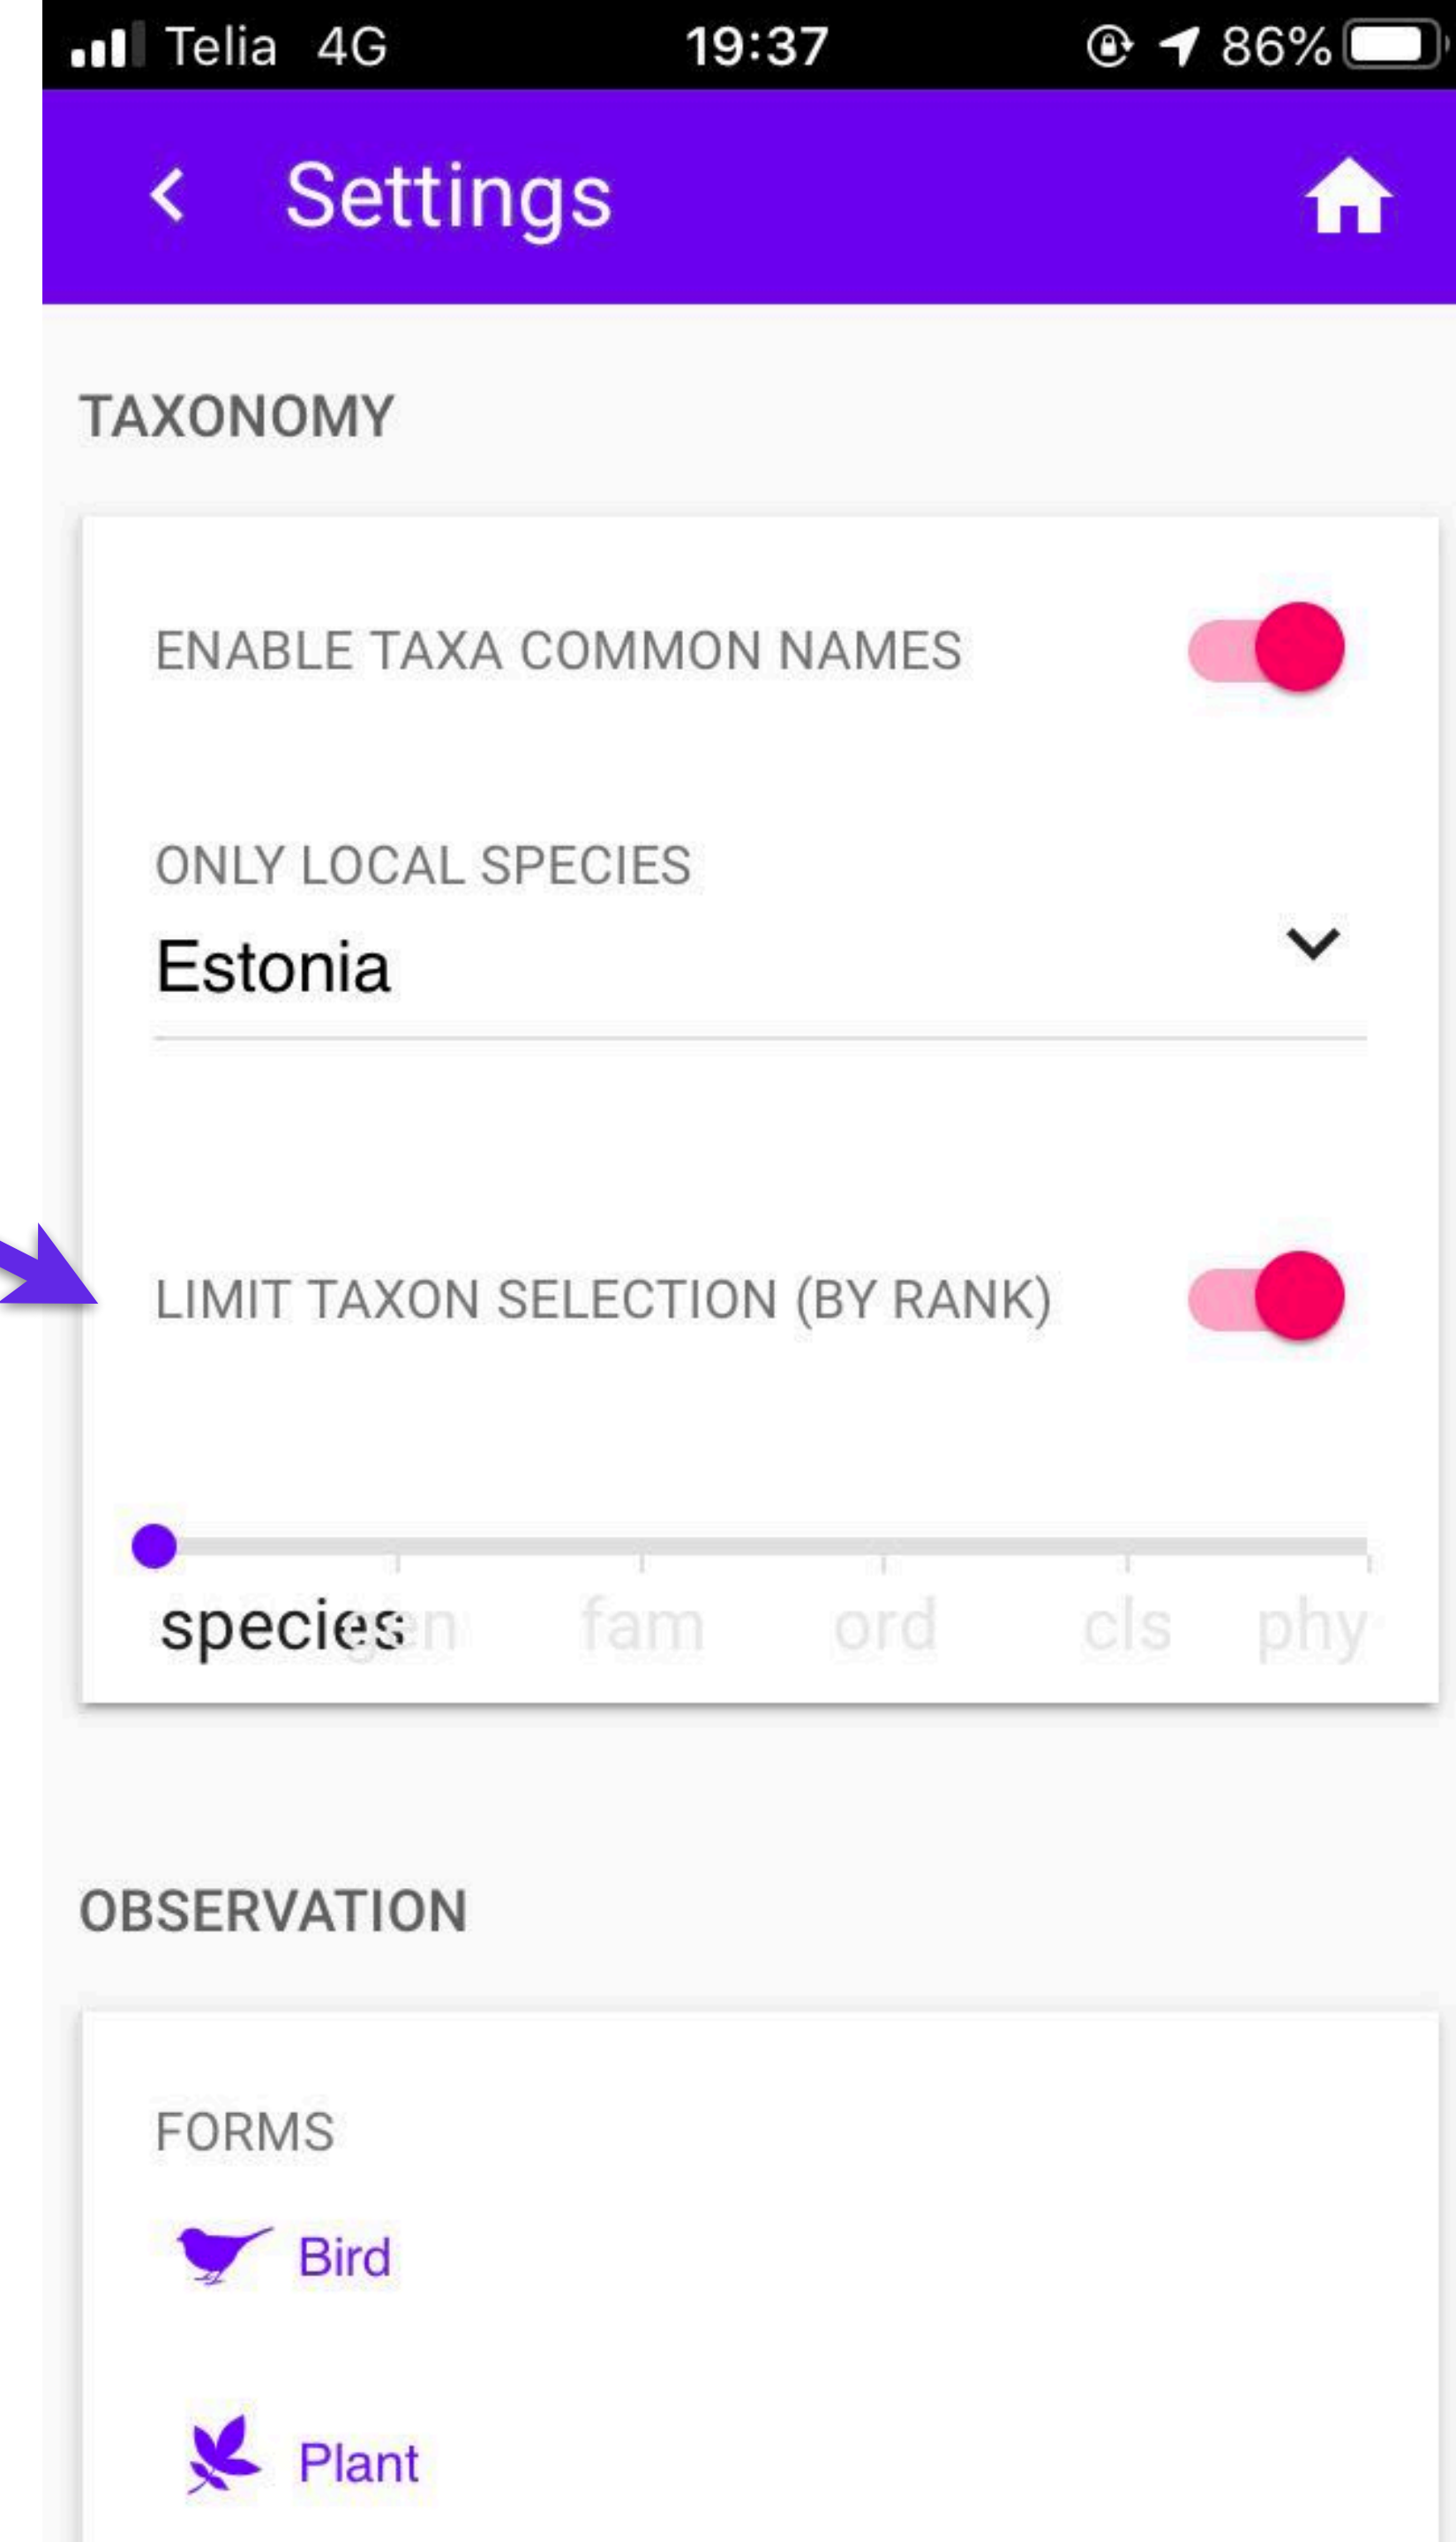 Telia 4G 19:37 86%
Settings
TAXONOMY
ENABLE TAXA COMMON NAMES
ONLY LOCAL SPECIES
Estonia
LIMIT TAXON SELECTION (BY RANK)
species gen fam ord cls phy
OBSERVATION
FORMS
Bird
Plant